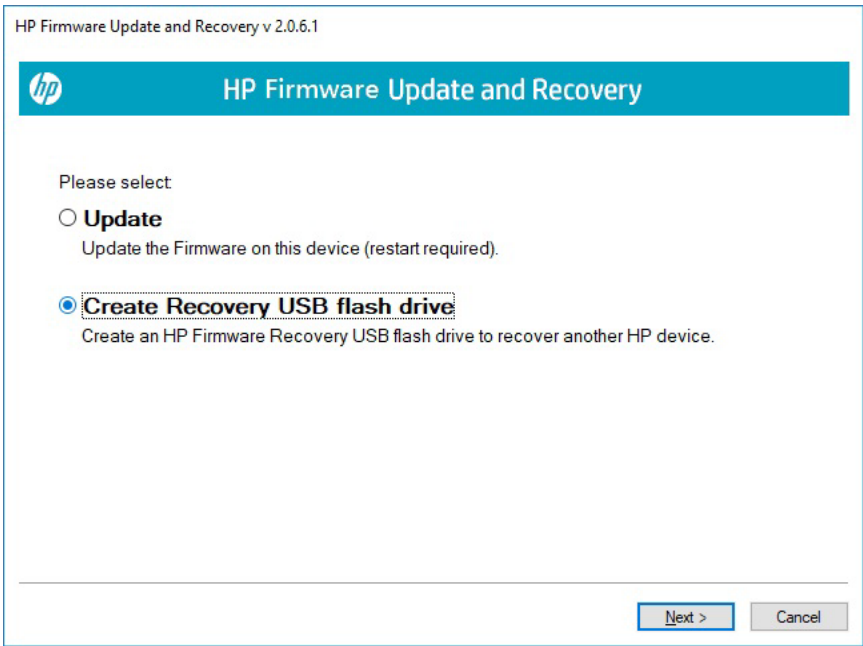 HP Firmware Update and Recovery v 2.0.6.1
hp HP Firmware Update and Recovery
Please select:
Update
Update the Firmware on this device (restart required).
Create Recovery USB flash drive
Create an HP Firmware Recovery USB flash drive to recover another HP device.
Next > Cancel